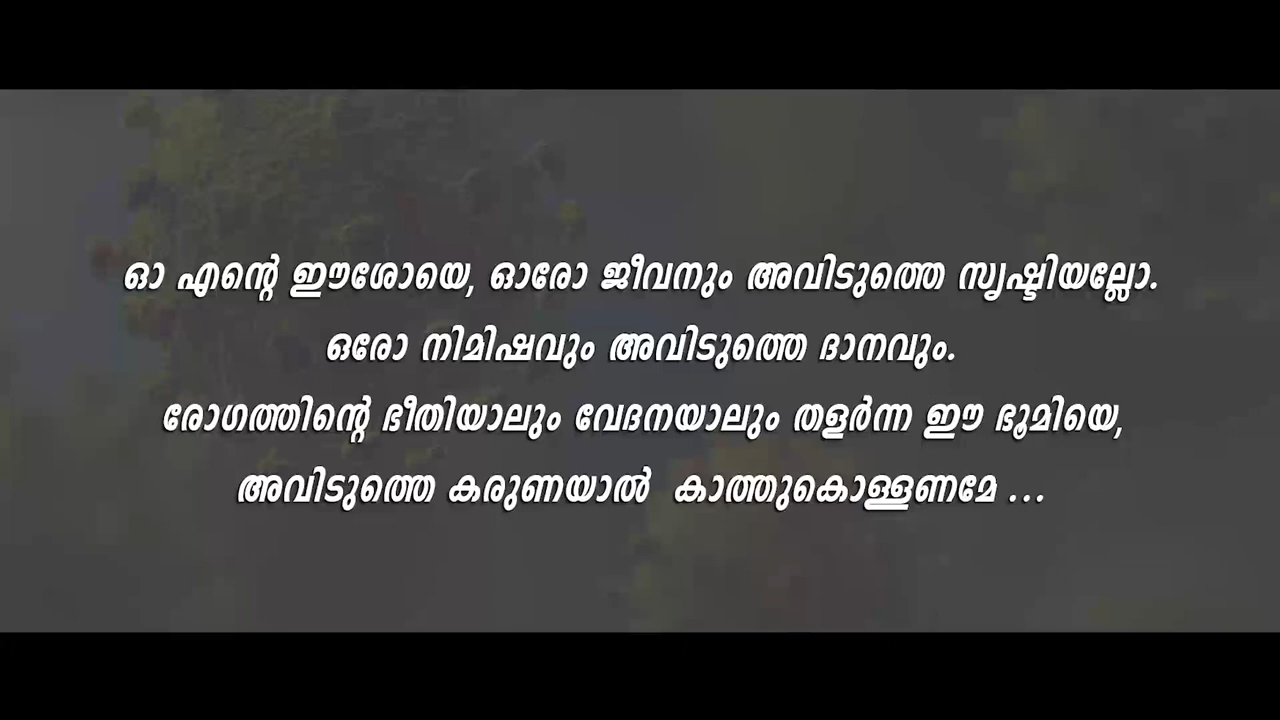 ഓ എന്റെ ഈശോയെ, ഓരോ ജീവനും അവിടുത്തെ സൃഷ്ടിയല്ലോ.
ഒരോ നിമിഷവും അവിടുത്തെ ദാനവും.
രോഗത്തിന്റെ ഭീതിയാലും വേദനയാലും തളർന്ന ഈ ഭൂമിയെ,
അവിടുത്തെ കരുണയാൽ കാത്തുകൊള്ളണമേ ...